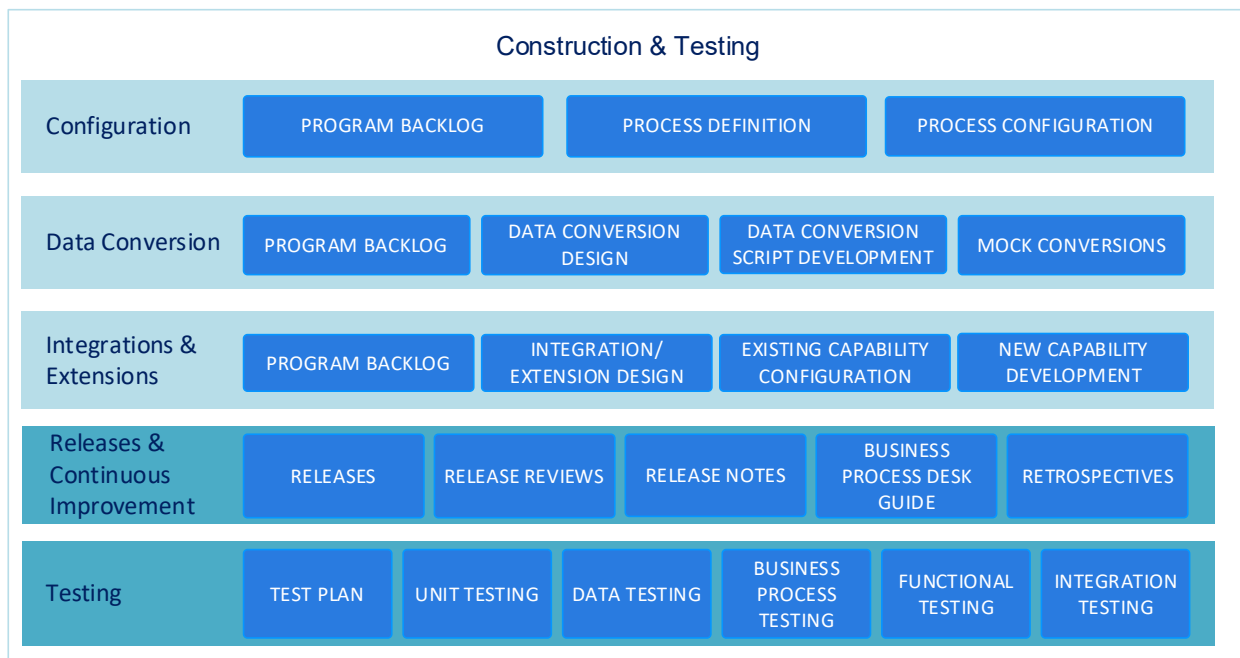 Construction & Testing
Configuration
PROGRAM BACKLOG
PROCESS DEFINITION
PROCESS CONFIGURATION
Data Conversion
PROGRAM BACKLOG
DATA CONVERSION
DESIGN
DATA CONVERSION
SCRIPT DEVELOPMENT
MOCK CONVERSIONS
Integrations &
Extensions
PROGRAM BACKLOG
INTEGRATION/
EXTENSION DESIGN
EXISTING CAPABILITY
CONFIGURATION
NEW CAPABILITY
DEVELOPMENT
Releases &
Continuous
Improvement
RELEASES
RELEASE REVIEWS
RELEASE NOTES
BUSINESS
PROCESS DESK
GUIDE
RETROSPECTIVES
Testing
TEST PLAN
UNIT TESTING
DATA TESTING
BUSINESS
PROCESS
TESTING
FUNCTIONAL
TESTING
INTEGRATION
TESTING